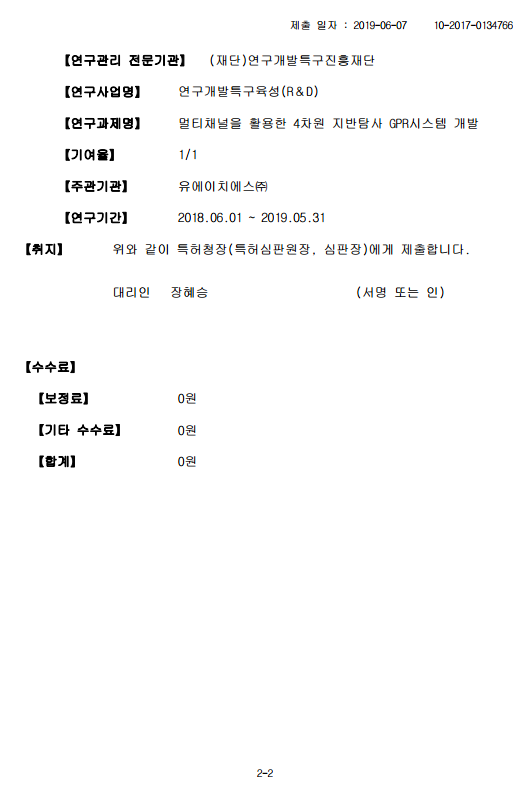 제출 일자 : 2019-06-07 10-2017-0134766
【연구관리 전문기관】 (재단)연구개발특구진흥재단
【연구사업명】 연구개발특구육성(R&D)
【연구과제명】 멀티채널을 활용한 4차원 지반탐사 GPR시스템 개발
【기여율】 1/1
【주관기관】 유에이치에스㈜
【연구기간】 2018.06.01 ~ 2019.05.31
【취지】 위와 같이 특허청장(특허심판원장, 심판장)에게 제출합니다.
대리인 장혜승 (서명 또는 인)
【수수료】
【보정료】 0원
【기타 수수료】 0원
【합계】 0원
2-2